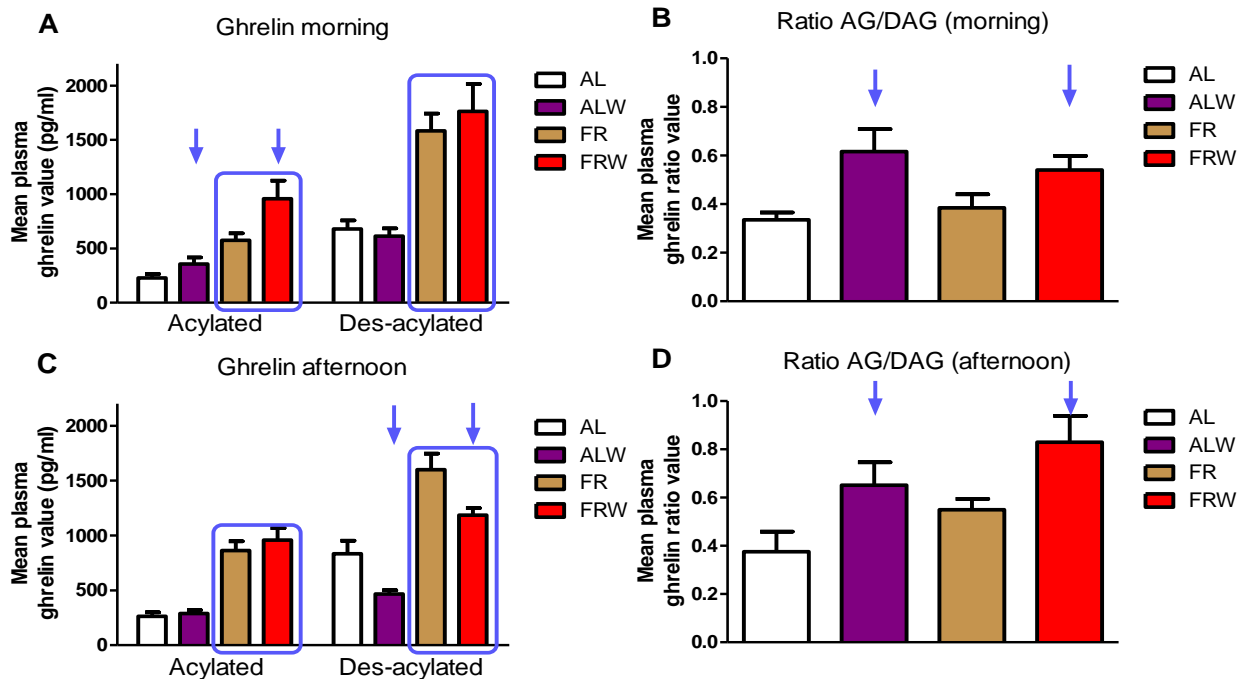 A
Ghrelin morning
Mean plasma
ghrelin value (pg/ml)
2000
1500
1000
500
0
Acylated
Des-acylated
AL
ALW
FR
FRW
B
Ratio AG/DAG (morning)
Mean plasma
ghrelin ratio value
1.0
0.8
0.6
0.4
0.2
0.0
AL
ALW
FR
FRW
C
Ghrelin afternoon
Mean plasma
ghrelin value (pg/ml)
2000
1500
1000
500
0
Acylated
Des-acylated
AL
ALW
FR
FRW
D
Ratio AG/DAG (afternoon)
Mean plasma
ghrelin ratio value
1.0
0.8
0.6
0.4
0.2
0.0
AL
ALW
FR
FRW